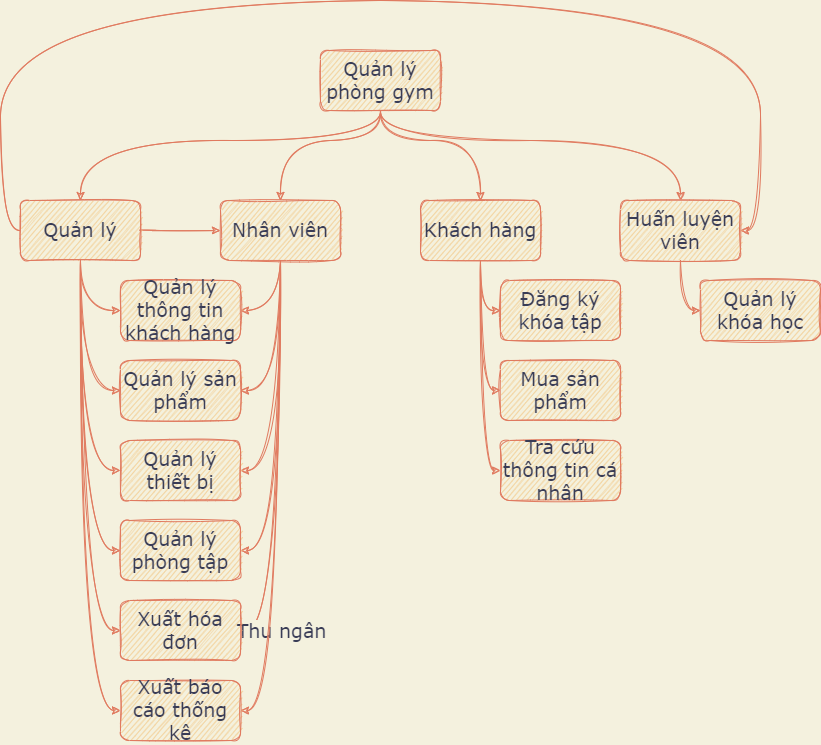 Quản lý
phòng gym
Quản lý
Nhân viên
Khách hàng
Huấn luyện
viên
Quản lý
thông tin
khách hàng
Đăng ký
khóa tập
Quản lý
khóa học
Quản lý sản
phẩm
Mua sản
phẩm
Quản lý
thiết bị
Tra cứu
thông tin cá
nhân
Quản lý
phòng tập
Xuất hóa
đơn
Thu ngân
Xuất báo
cáo thống
kê